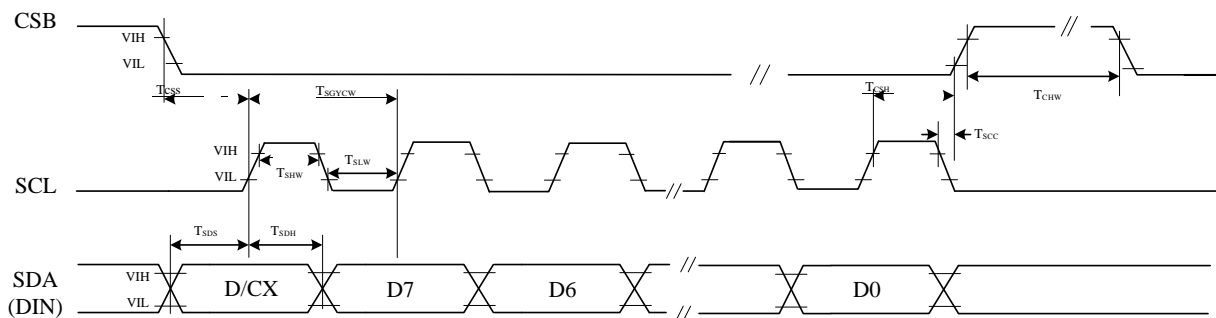 CSB
VIH
VIL
TCSS
TSGYCW
TCSH
TCHW
TSCC
SCL
VIH
VIL
TSHW
TSLW
TSDS
TSDH
SDA
(DIN)
VIH
VIL
D/CX
D7
D6
D0